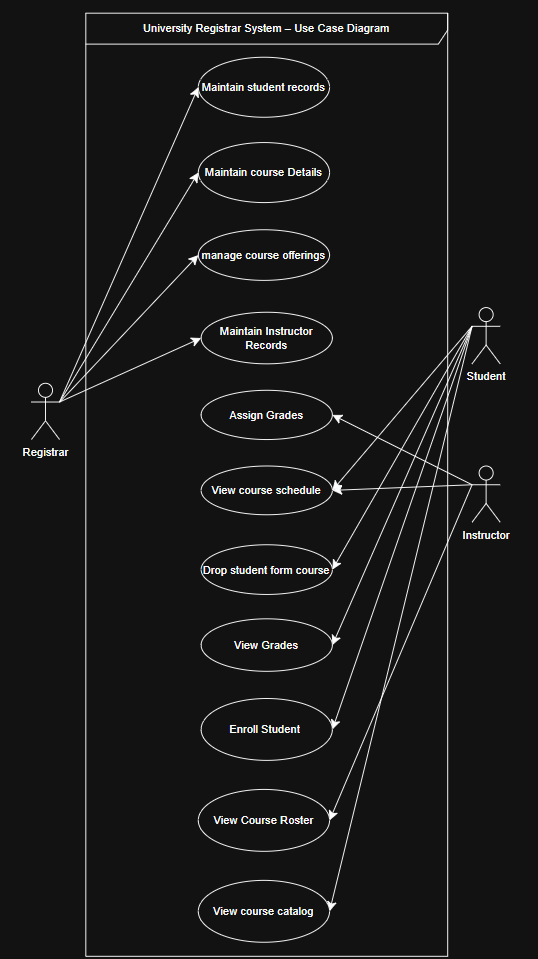 University Registrar System – Use Case Diagram
Maintain student records
Maintain course Details
manage course offerings
Maintain Instructor
Records
Student
Registrar
Assign Grades
View course schedule
Instructor
Drop student form course
View Grades
Enroll Student
View Course Roster
View course catalog